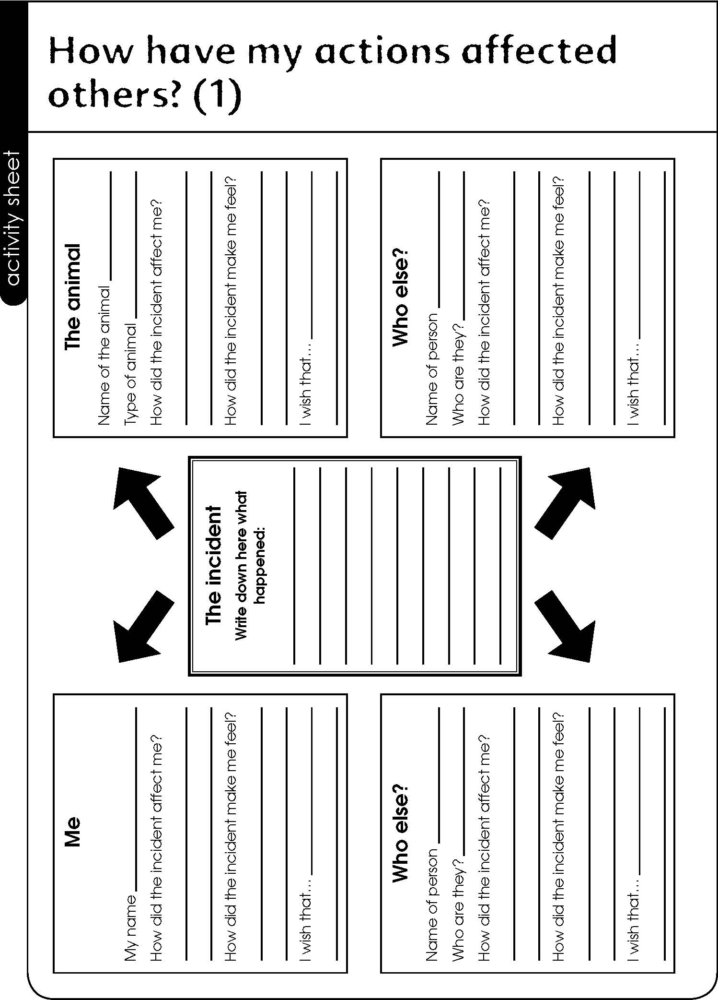 activity sheet
How have my actions affected
others? (1)
Me
My name
How did the incident affect me?
How did the incident make me feel?
I wish that...
The animal
Name of the animal
Type of animal
How did the incident affect me?
How did the incident make me feel?
I wish that...
The incident
Write down here what
happened:
Who else?
Name of person
Who are they?
How did the incident affect me?
How did the incident make me feel?
I wish that...
Who else?
Name of person
Who are they?
How did the incident affect me?
How did the incident make me feel?
I wish that...